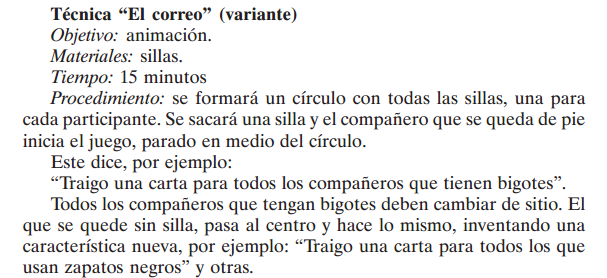 Técnica “El correo” (variante)
Objetivo: animación.
Materiales: sillas.
Tiempo: 15 minutos
Procedimiento: se formará un círculo con todas las sillas, una para
cada participante. Se sacará una silla y el compañero que se queda de pie
inicia el juego, parado en medio del círculo.
Este dice, por ejemplo:
“Traigo una carta para todos los compañeros que tienen bigotes”.
Todos los compañeros que tengan bigotes deben cambiar de sitio. El
que se quede sin silla, pasa al centro y hace lo mismo, inventando una
característica nueva, por ejemplo: “Traigo una carta para todos los que
usan zapatos negros” y otras.